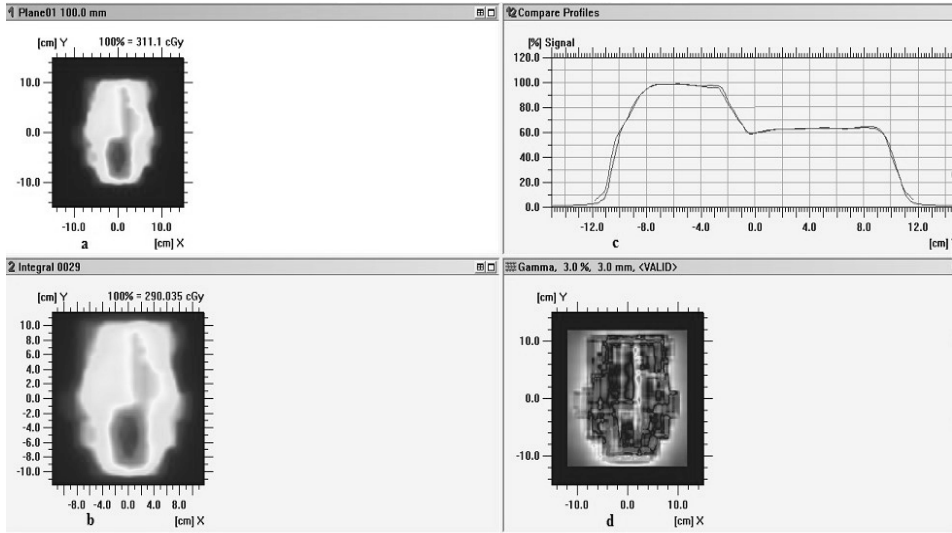 1 Plane01 100.0 mm
[cm] Y 100% = 311.1 cGy
10.0
0.0
-10.0
-10.0 0.0 10.0
[cm] X
a
12 Compare Profiles
[%] Signal
120.0
100.0
80.0
60.0
40.0
20.0
0.0
-12.0 -8.0 -4.0 0.0 4.0 8.0 12.0
c [cm]
2 Integral 0029
[cm] Y 100% = 290.035 cGy
10.0
8.0
6.0
4.0
2.0
0.0
-2.0
-4.0
-6.0
-8.0
-10.0
-8.0 -4.0 0.0 4.0 8.0
b [cm] X
Gamma, 3.0 %, 3.0 mm, <VALID>
[cm] Y
10.0
0.0
-10.0
-10.0 0.0 10.0
d [cm] X